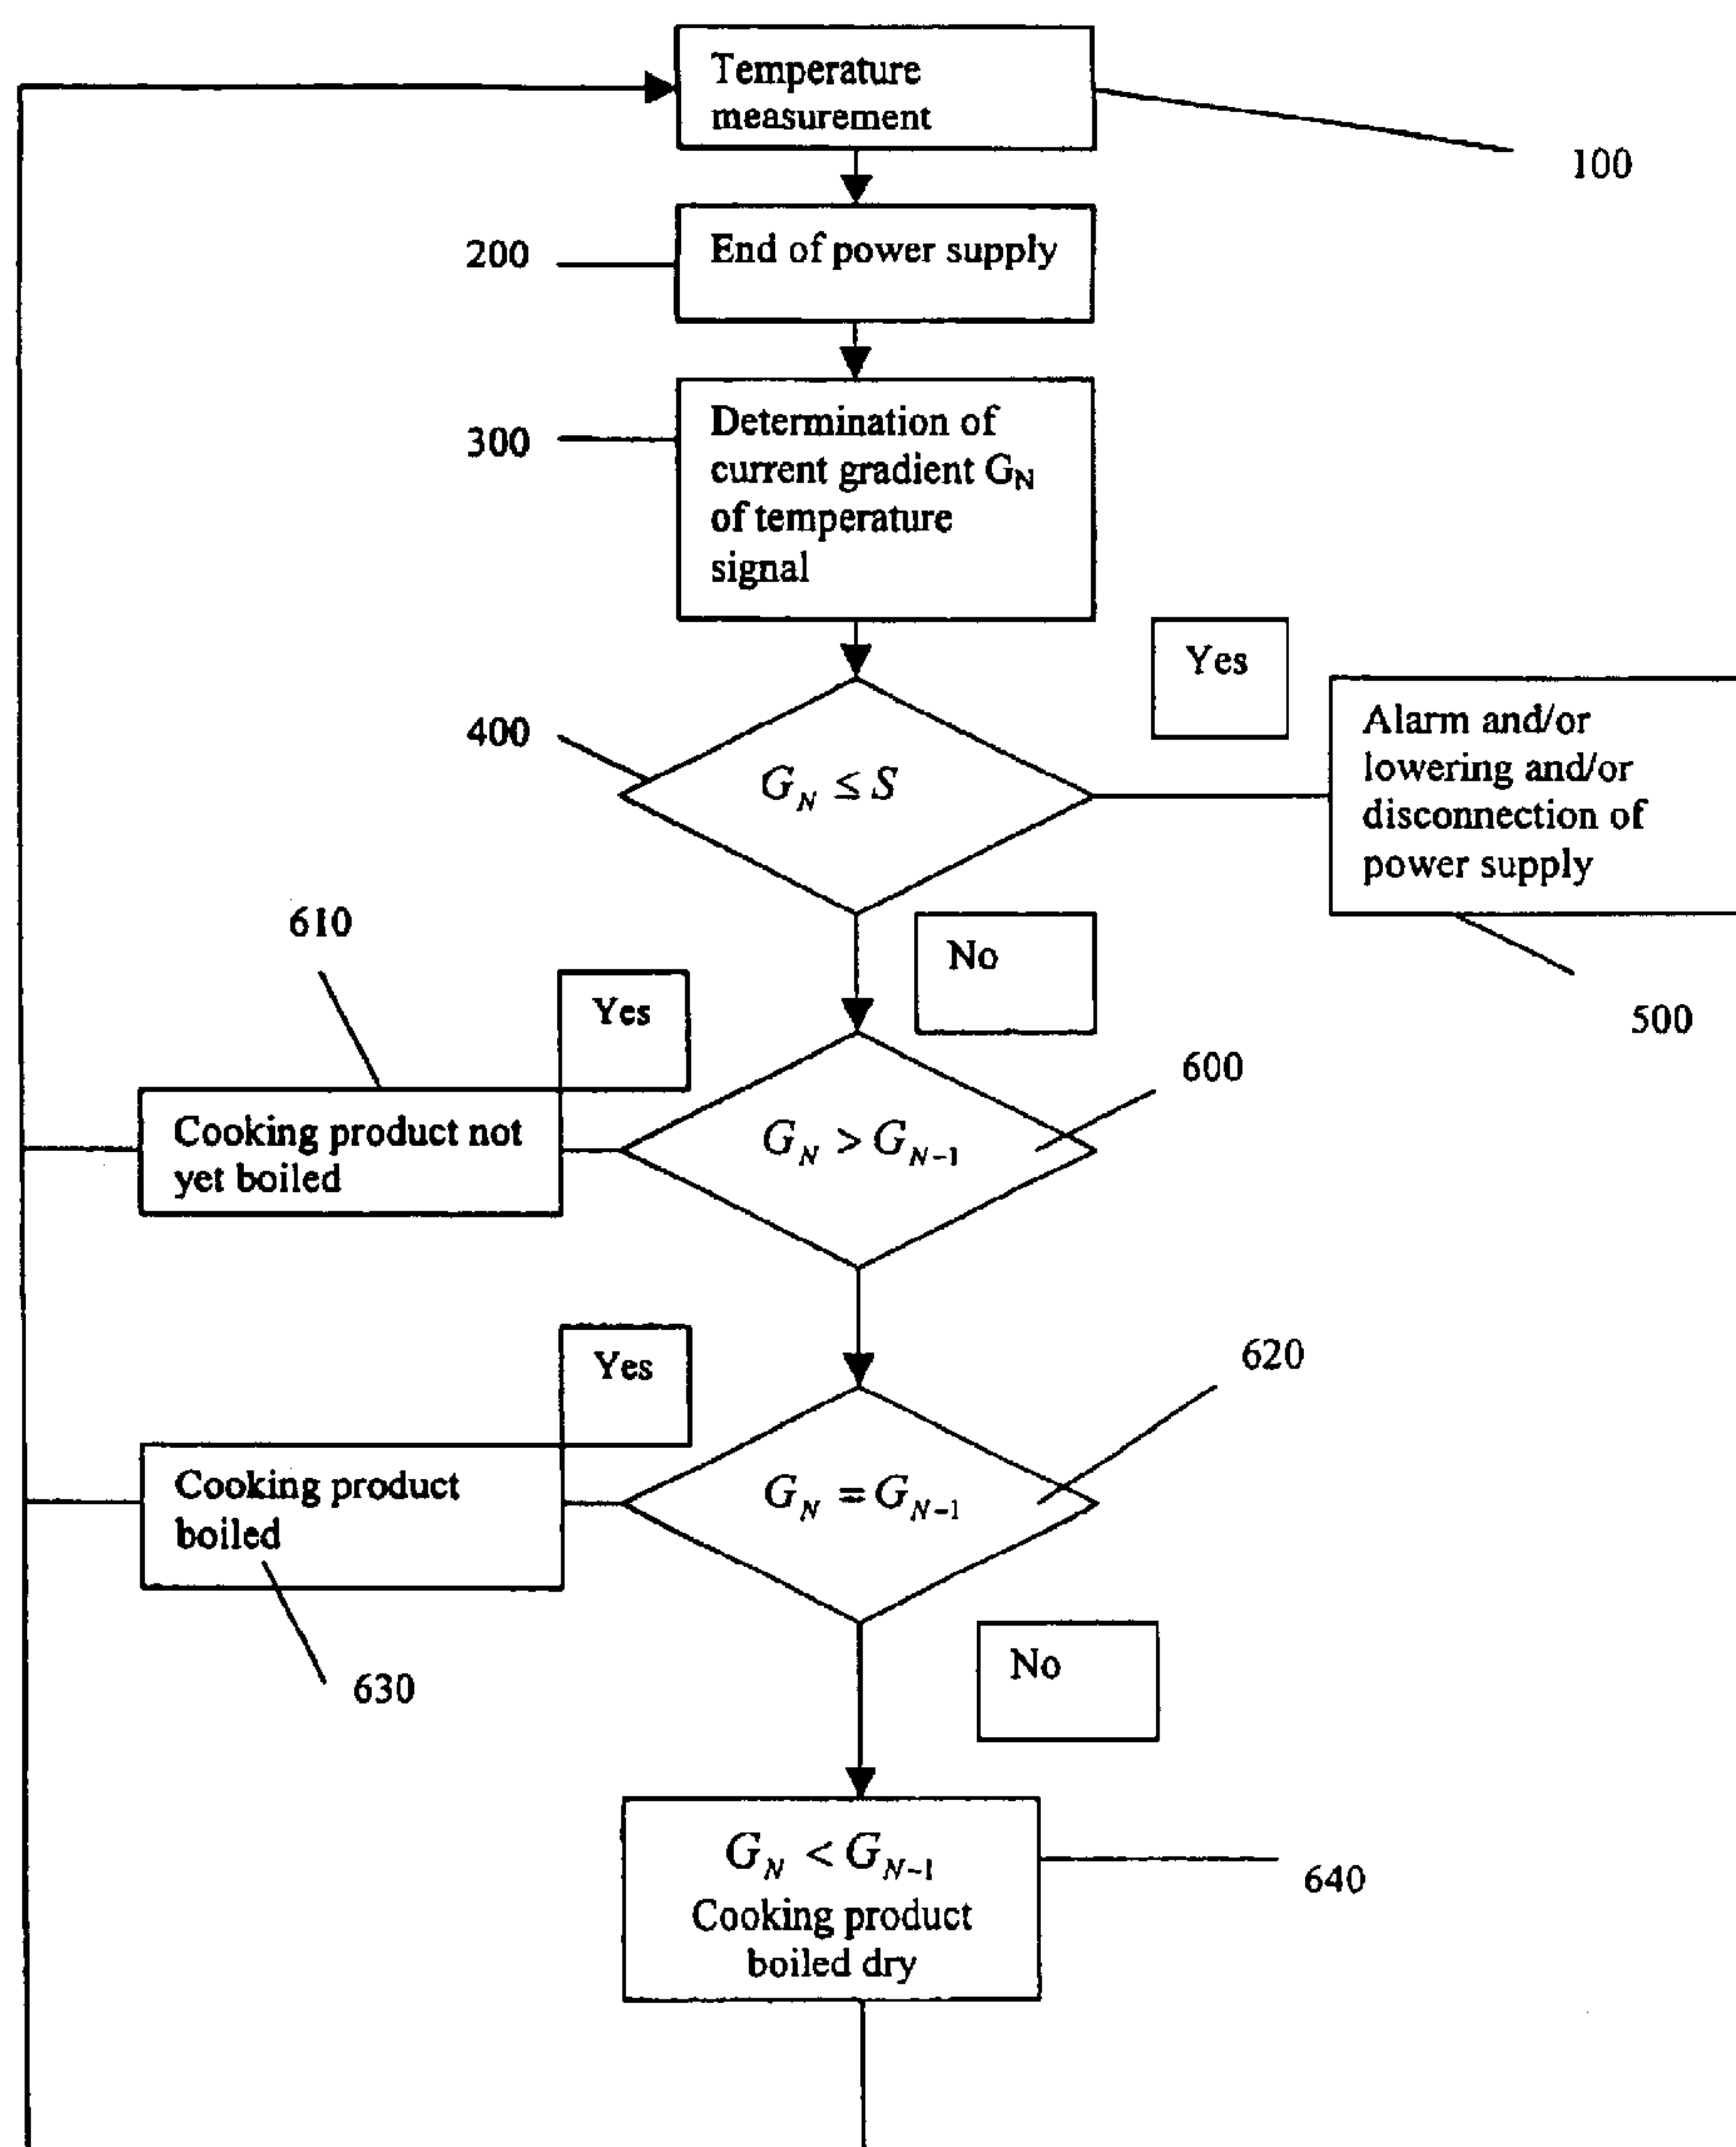 Temperature
measurement
100
200
End of power supply
300
Determination of
current gradient G_N
of temperature
signal
Yes
400
G_N ≤ S
Alarm and/or
lowering and/or
disconnection of
power supply
610
No
Yes
500
600
Cooking product not
yet boiled
G_N > G_{N-1}
620
Yes
Cooking product
boiled
G_N = G_{N-1}
No
630
G_N < G_{N-1}
640
Cooking product
boiled dry